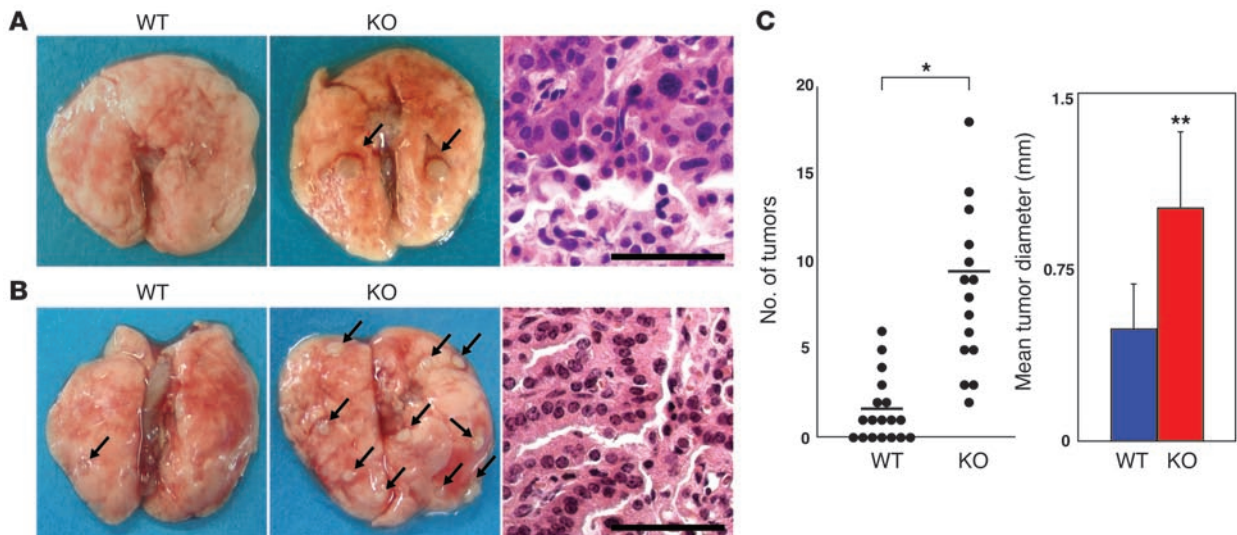 A
WT
KO
B
WT
KO
C
No. of tumors
20
15
10
5
0
*
WT
KO
Mean tumor diameter (mm)
1.5
0.75
0
**
WT
KO